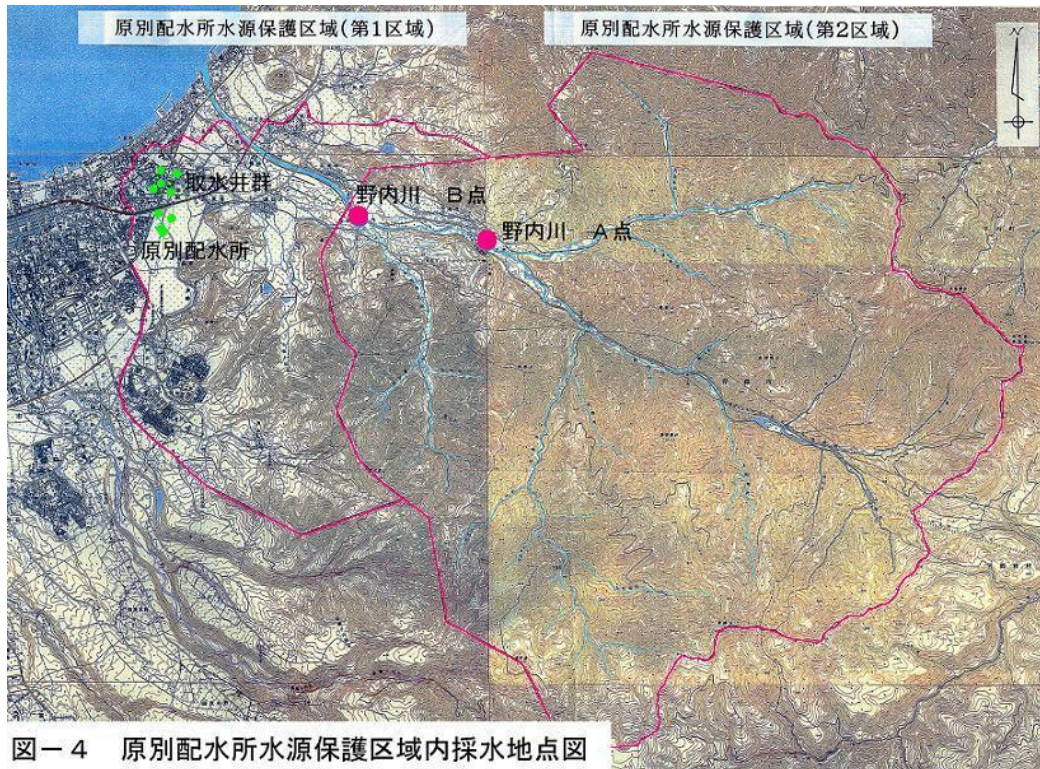 原別配水所水源保護区域(第1区域)
原別配水所水源保護区域(第2区域)
N
取水井群
野内川 B点
野内川 A点
原別配水所
図－4 原別配水所水源保護区域内採水地点図